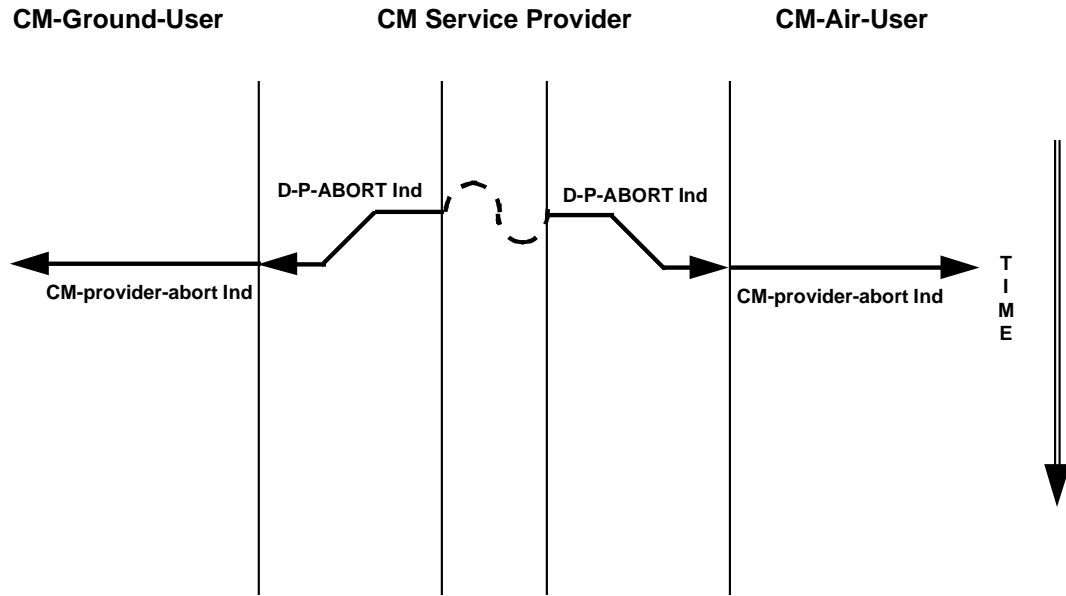 CM-Ground-User
CM Service Provider
CM-Air-User
D-P-ABORT Ind
D-P-ABORT Ind
CM-provider-abort Ind
CM-provider-abort Ind
T
I
M
E